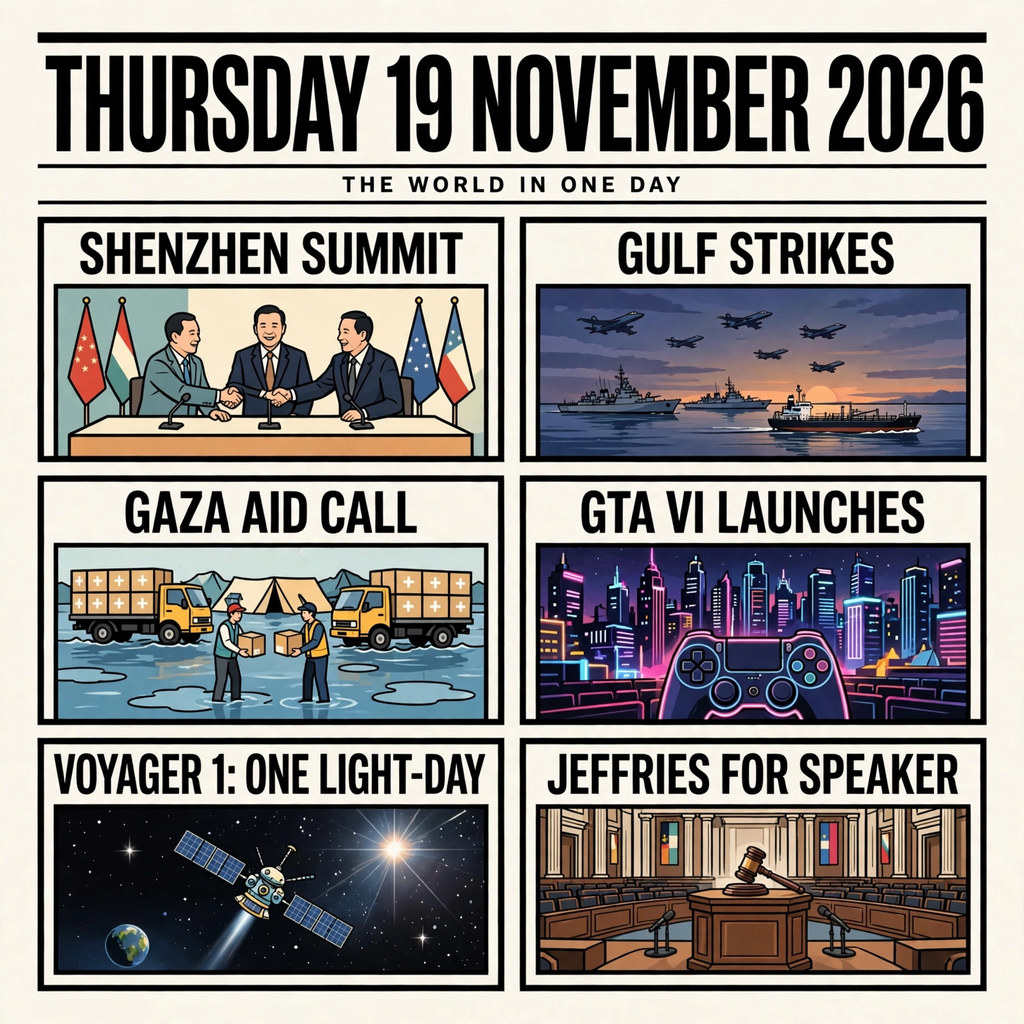 THURSDAY 19 NOVEMBER 2026
THE WORLD IN ONE DAY
SHENZHEN SUMMIT
GULF STRIKES
GAZA AID CALL
GTA VI LAUNCHES
VOYAGER 1: ONE LIGHT-DAY
JEFFRIES FOR SPEAKER